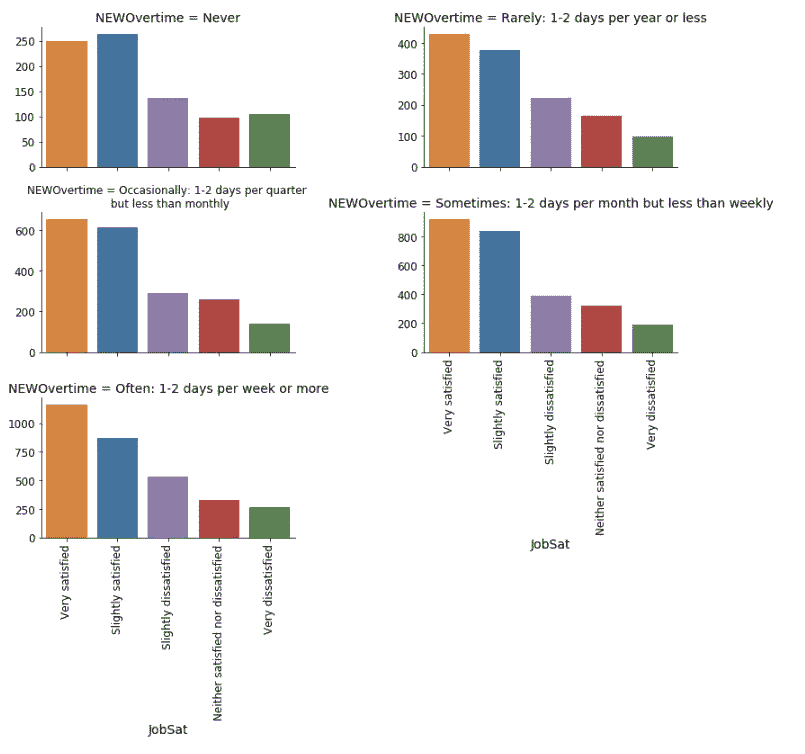 NEWOvertime = Never
250
200
150
100
50
0
NEWOvertime = Rarely: 1-2 days per year or less
400
300
200
100
0
NEWOvertime = Occasionally: 1-2 days per quarter
but less than monthly
600
400
200
0
NEWOvertime = Sometimes: 1-2 days per month but less than weekly
800
600
400
200
0
Very satisfied
Slightly satisfied
Slightly dissatisfied
Neither satisfied nor dissatisfied
Very dissatisfied
JobSat
NEWOvertime = Often: 1-2 days per week or more
1000
750
500
250
0
Very satisfied
Slightly satisfied
Slightly dissatisfied
Neither satisfied nor dissatisfied
Very dissatisfied
JobSat